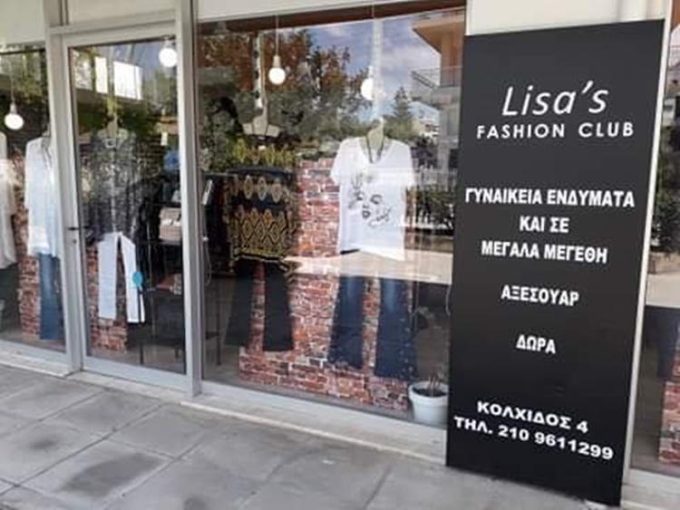 Lisa's
FASHION CLUB
ΓΥΝΑΙΚΕΙΑ ΕΝΔΥΜΑΤΑ
ΚΑΙ ΣΕ
ΜΕΓΑΛΑ ΜΕΓΕΘΗ
ΑΞΕΣΟΥΑΡ
ΔΩΡΑ
ΚΟΛΧΙΔΟΣ 4
ΤΗΛ. 210 9611299